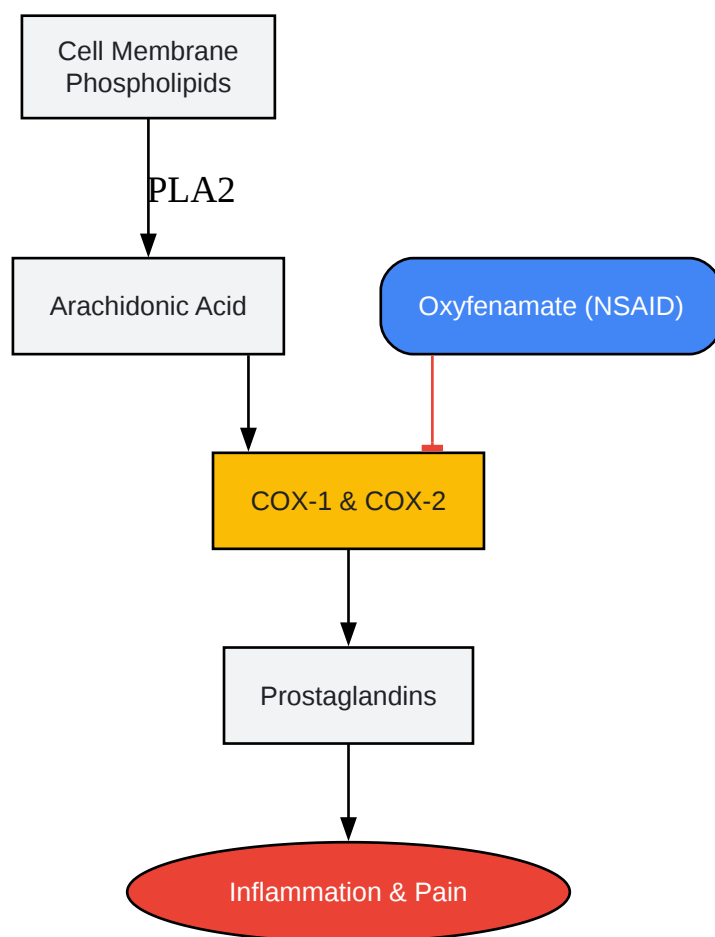 Cell Membrane
Phospholipids
PLA2
Arachidonic Acid
Oxyfenamate (NSAID)
COX-1 & COX-2
Prostaglandins
Inflammation & Pain